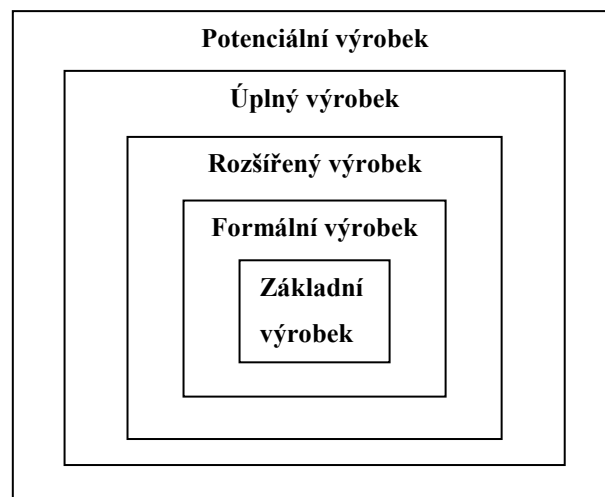 Potenciální výrobek
Úplný výrobek
Rozšířený výrobek
Formální výrobek
Základní
výrobek